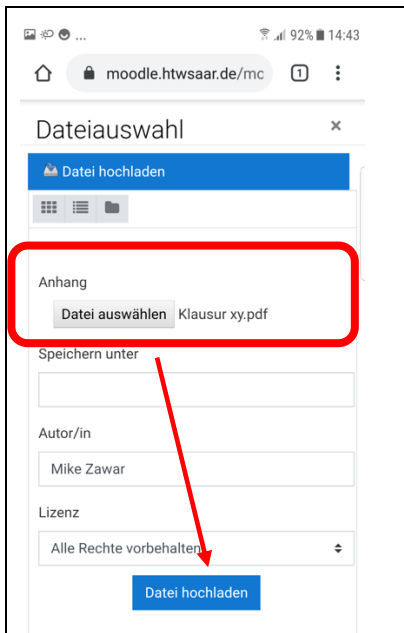 ... 92% 14:43
moodle.htwsaar.de/mc 1
Dateiauswahl ×
Datei hochladen
Anhang
Datei auswählen Klausur xy.pdf
Speichern unter
Autor/in
Mike Zawar
Lizenz
Alle Rechte vorbehalten
Datei hochladen